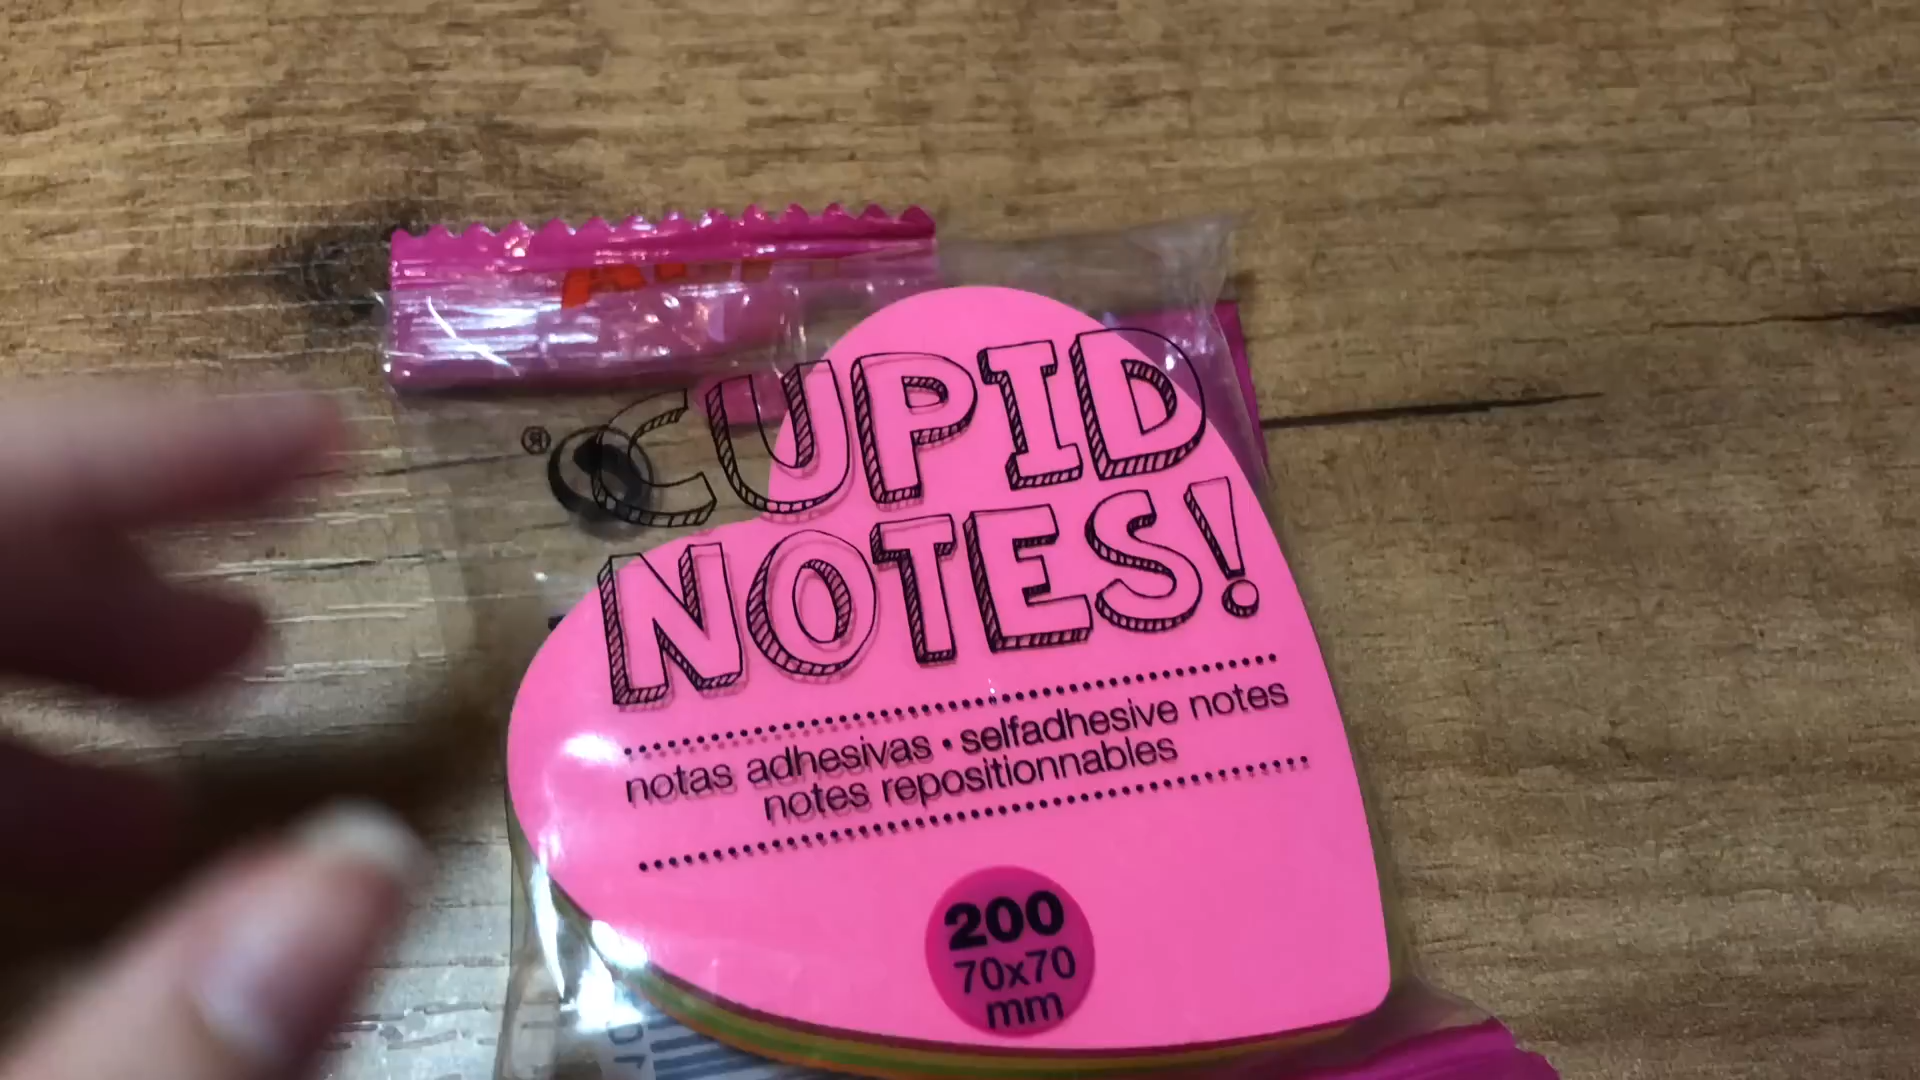 ®
CUPID
NOTES!
notas adhesivas • selfadhesive notes
notes repositionnables
200
70x70
mm